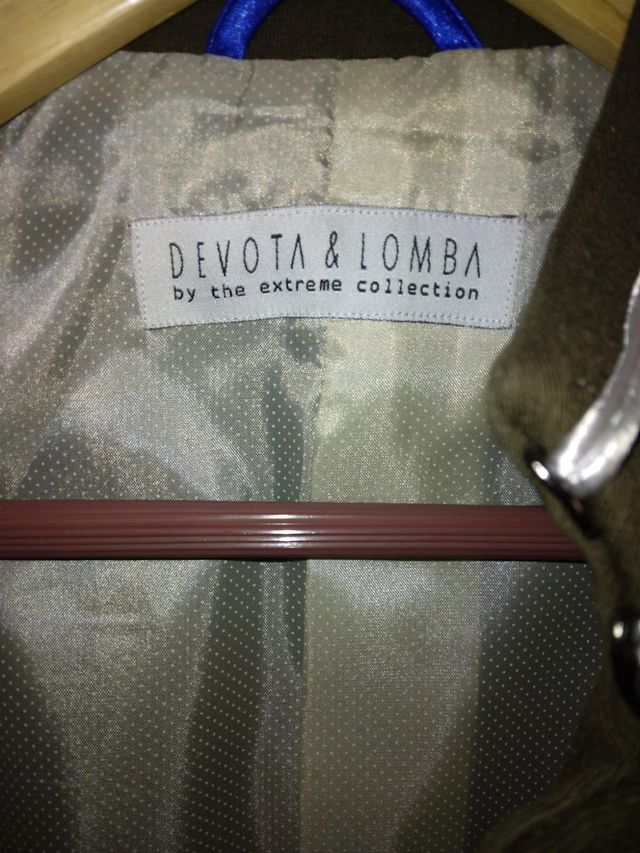 DEVOTA & LOMBA
by the extreme collection